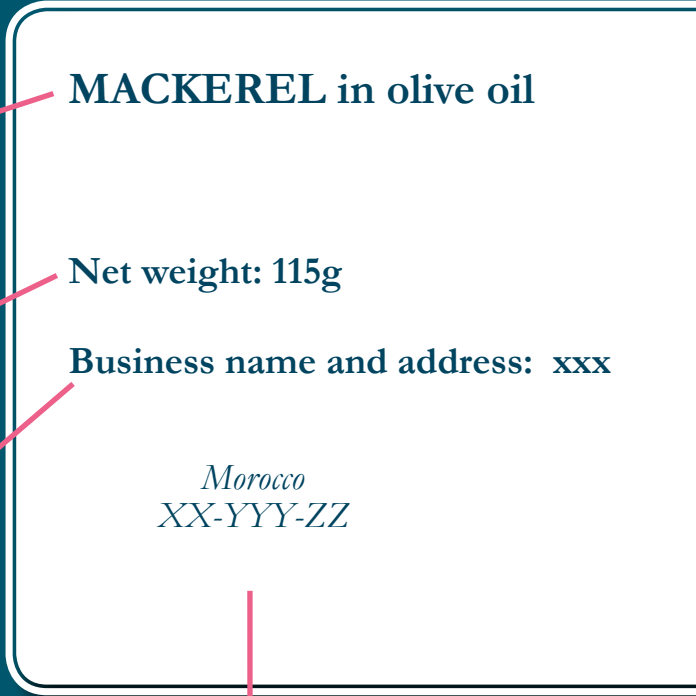 MACKEREL in olive oil
Net weight: 115g
Business name and address: xxx
Morocco
XX-YYY-ZZ